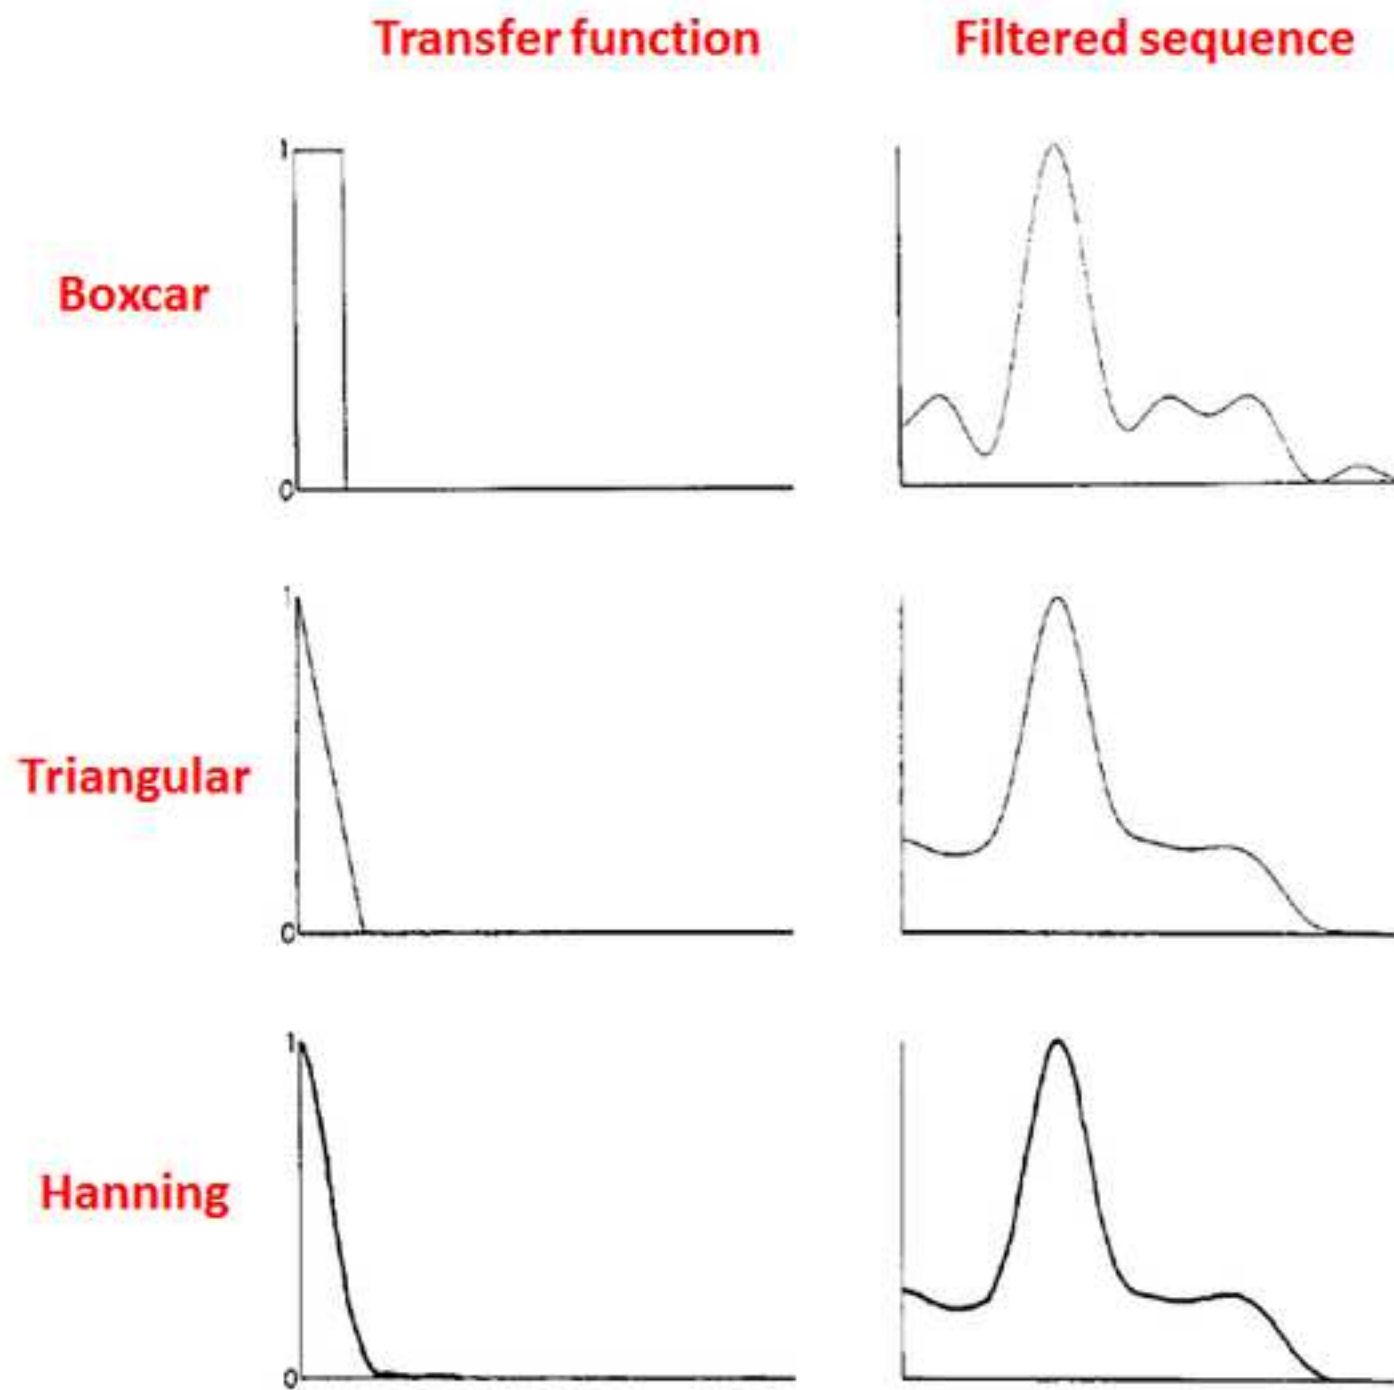 Transfer function
Filtered sequence
1
Boxcar
0
1
Triangular
0
1
Hanning
0